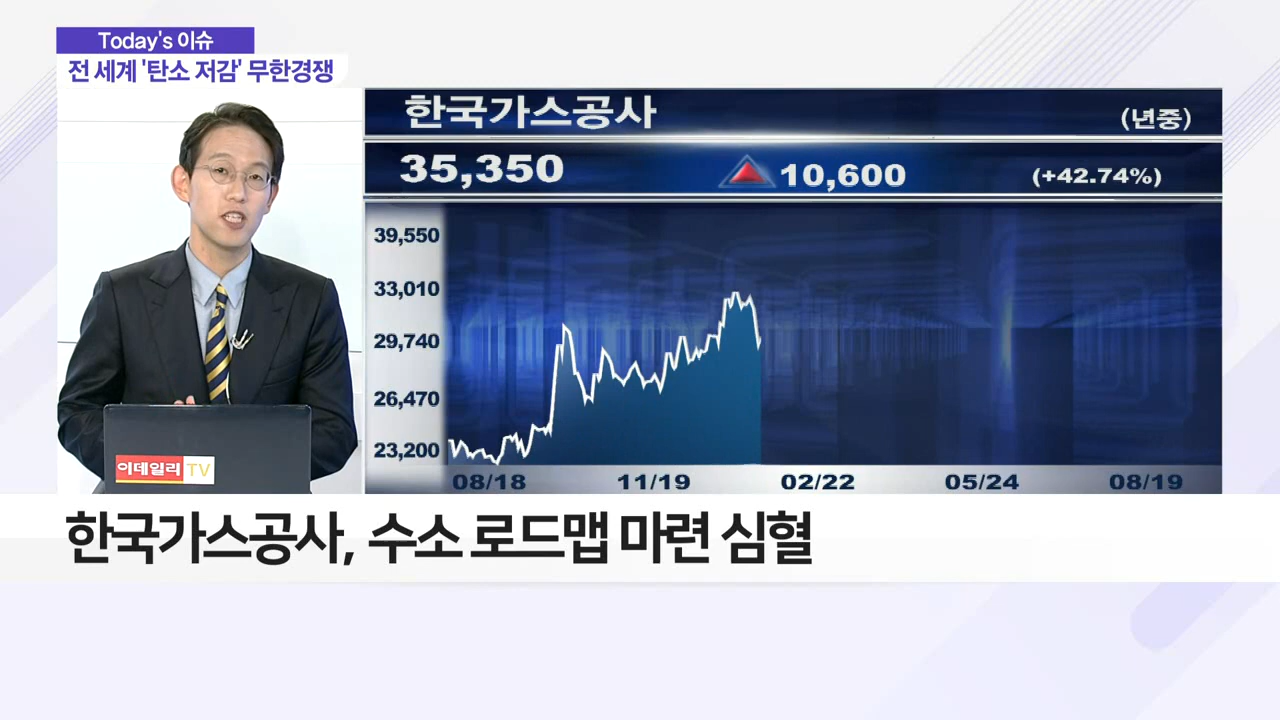 Today's 이슈
전 세계 '탄소 저감' 무한경쟁
한국가스공사
(년중)
35,350
10,600
(+42.74%)
39,550
33,010
29,740
26,470
23,200
08/18
11/19
02/22
05/24
08/19
이데일리 TV
한국가스공사, 수소 로드맵 마련 심혈